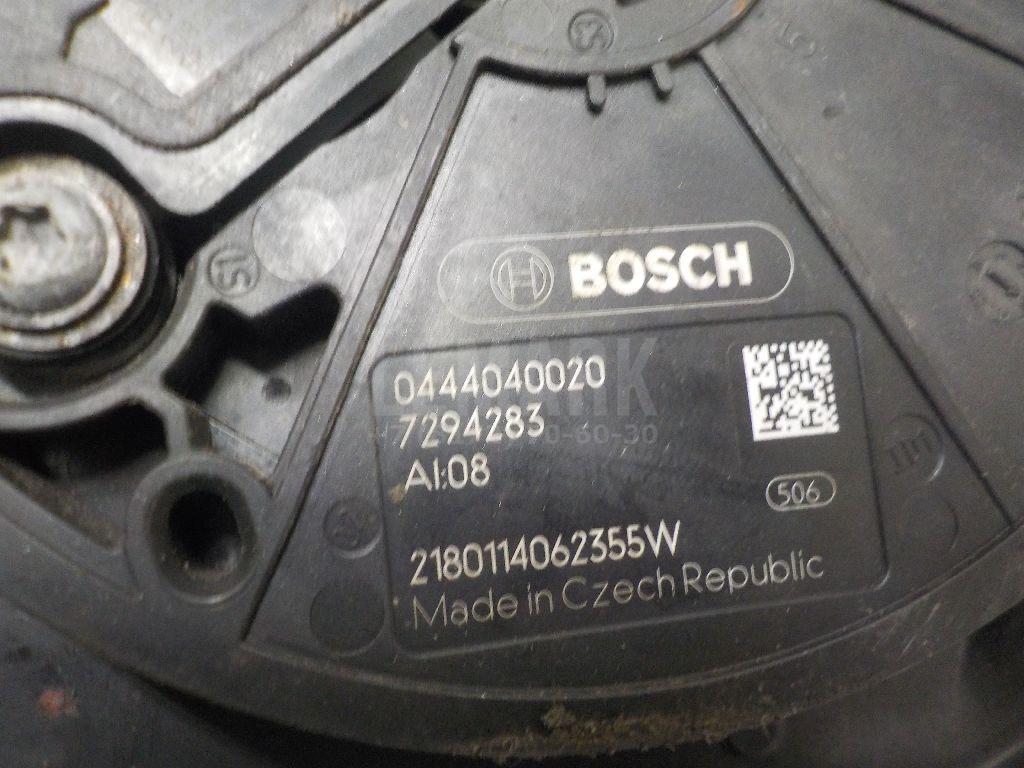 BOSCH
0444040020
7294283
AI:08
506
2180114062355W
Made in Czech Republic